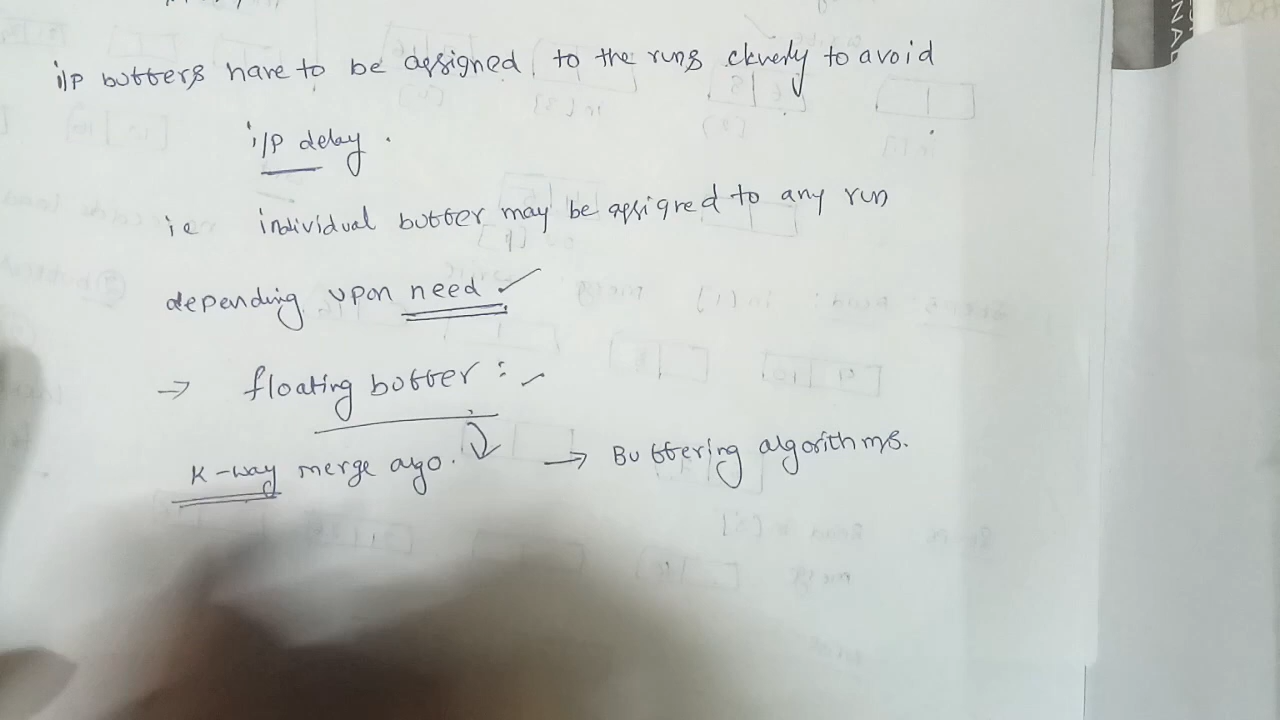 i/p buffers have to be assigned to the runs cleverly to avoid
i/p delay.
ie individual buffer may be assigned to any run
depending upon need ✓
→ floating buffer :
K-way merge algo. → Buffering algorithms.